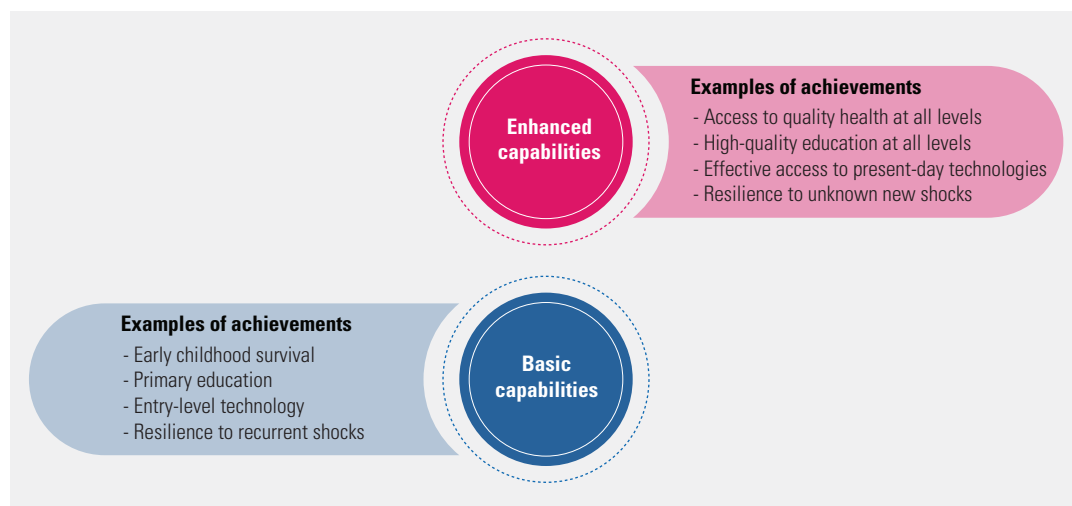 Enhanced
capabilities
Examples of achievements
- Access to quality health at all levels
- High-quality education at all levels
- Effective access to present-day technologies
- Resilience to unknown new shocks
Examples of achievements
- Early childhood survival
- Primary education
- Entry-level technology
- Resilience to recurrent shocks
Basic
capabilities